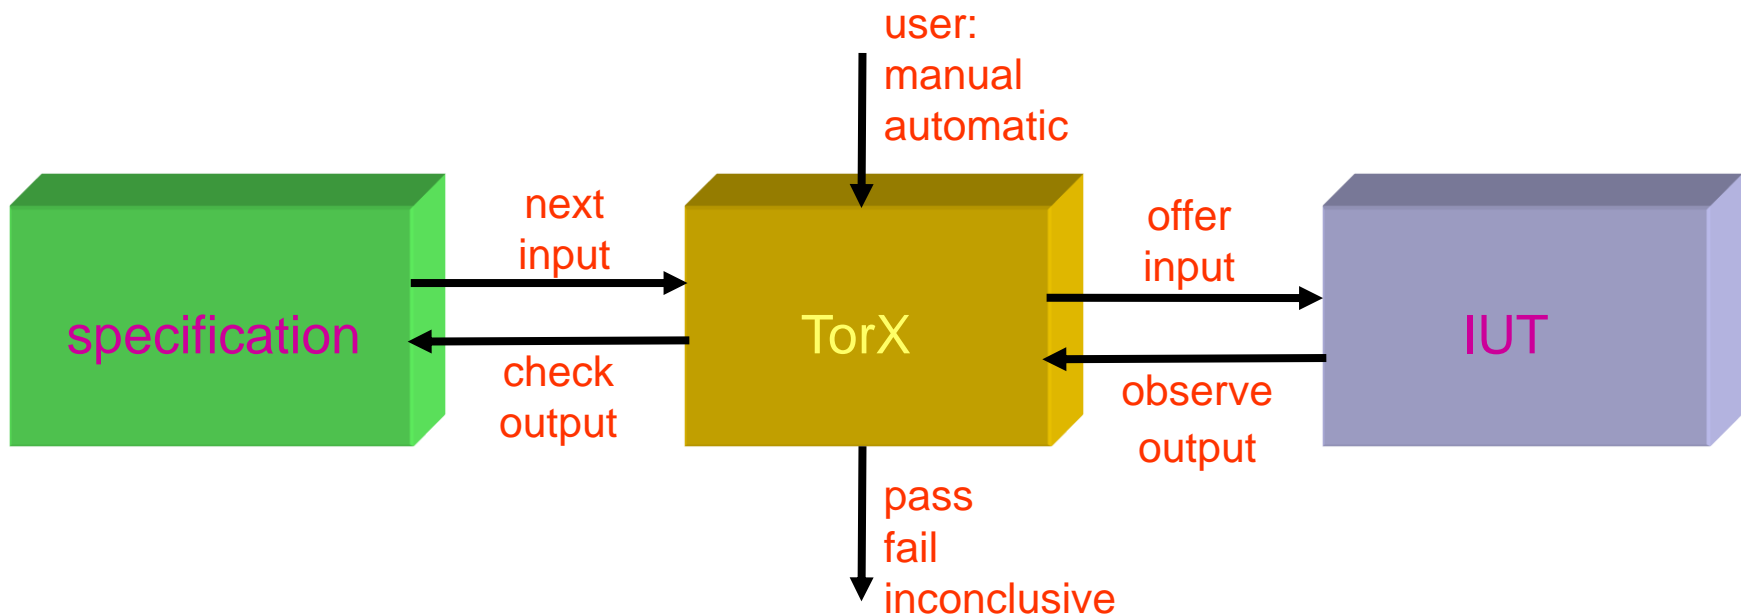 user:
manual
automatic
next
input
offer
input
specification
TorX
IUT
check
output
observe
output
pass
fail
inconclusive